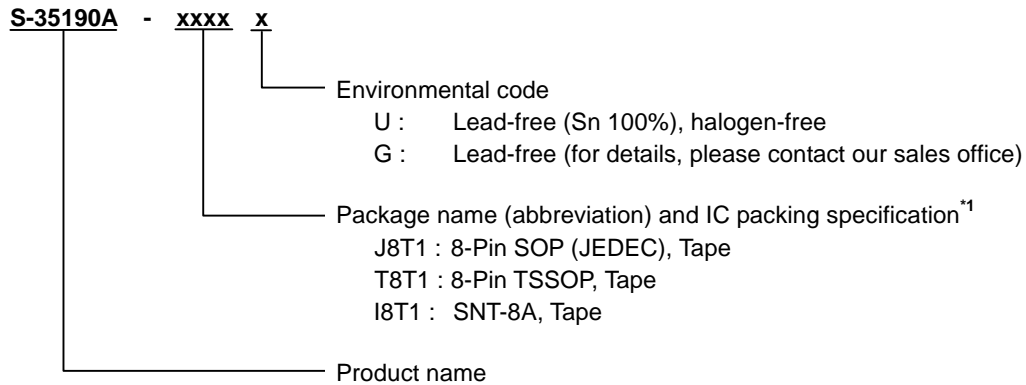 S-35190A - xxxx x
Environmental code
U : Lead-free (Sn 100%), halogen-free
G : Lead-free (for details, please contact our sales office)
Package name (abbreviation) and IC packing specification*1
J8T1 : 8-Pin SOP (JEDEC), Tape
T8T1 : 8-Pin TSSOP, Tape
I8T1 : SNT-8A, Tape
Product name